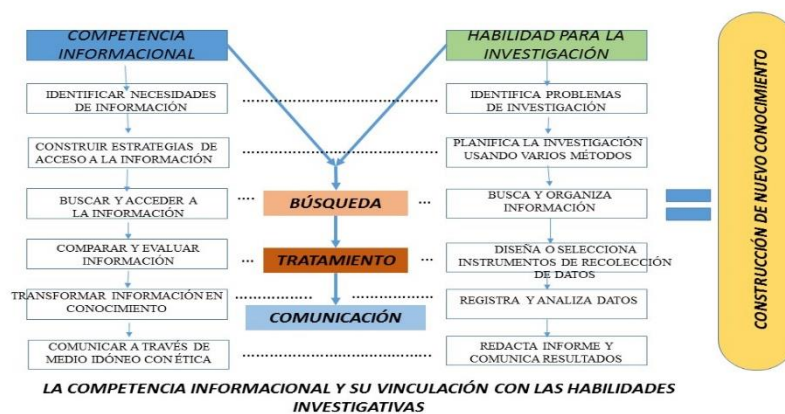 COMPETENCIA
INFORMACIONAL
IDENTIFICAR NECESIDADES
DE INFORMACIÓN
CONSTRUIR ESTRATEGIAS DE
ACCESO A LA INFORMACIÓN
BUSCAR Y ACCEDER A
LA INFORMACIÓN
COMPARAR Y EVALUAR
INFORMACIÓN
TRANSFORMAR INFORMACIÓN EN
CONOCIMIENTO
COMUNICAR A TRAVÉS DE
MEDIO IDÓNEO CON ÉTICA
BÚSQUEDA
TRATAMIENTO
COMUNICACIÓN
HABILIDAD PARA LA
INVESTIGACIÓN
IDENTIFICA PROBLEMAS
DE INVESTIGACIÓN
PLANIFICA LA INVESTIGACIÓN
USANDO VARIOS MÉTODOS
BUSCA Y ORGANIZA
INFORMACIÓN
DISEÑA O SELECCIONA
INSTRUMENTOS DE RECOLECCIÓN
DE DATOS
REGISTRA Y ANALIZA DATOS
REDACTA INFORME Y
COMUNICA RESULTADOS
CONSTRUCCIÓN DE NUEVO CONOCIMIENTO
LA COMPETENCIA INFORMACIONAL Y SU VINCULACIÓN CON LAS HABILIDADES
INVESTIGATIVAS